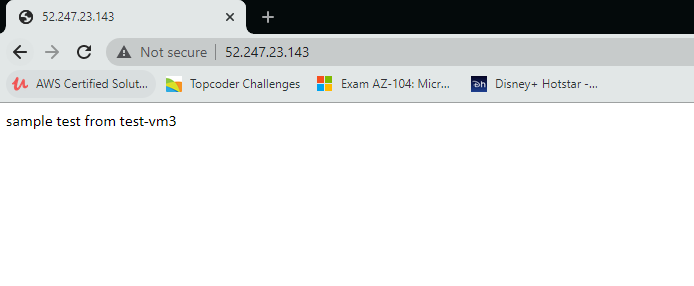 52.247.23.143
Not secure | 52.247.23.143
AWS Certified Solut... Topcoder Challenges Exam AZ-104: Micr... Disney+ Hotstar -...
sample test from test-vm3